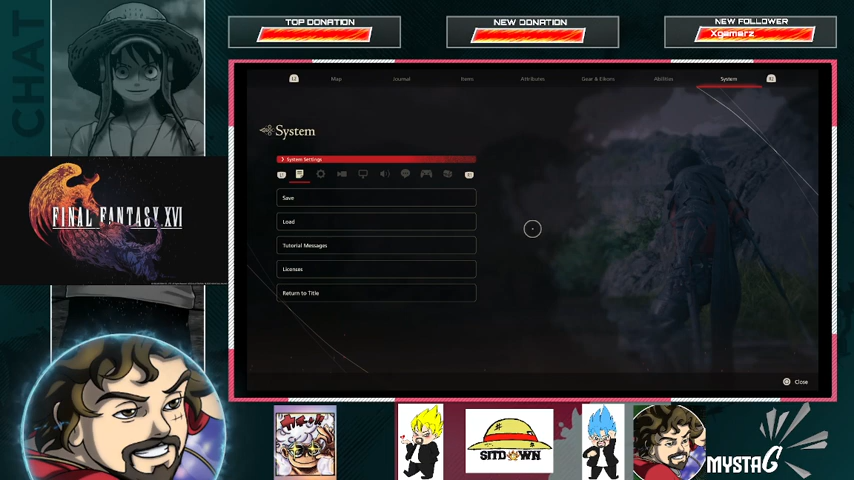 CHAT
TOP DONATION
NEW DONATION
NEW FOLLOWER
Xgamerz
Map
Journal
Items
Attributes
Gear & Eikons
Abilities
System
System
System Settings
Save
Load
Tutorial Messages
Licenses
Return to Title
Close
FINAL FANTASY XVI
SITDOWN
MYSTAG